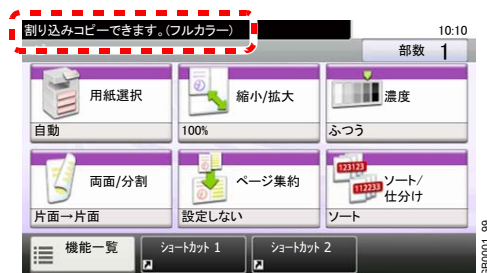 割り込みコピーできます。(フルカラー)
10:10
部数 1
用紙選択
自動
縮小/拡大
100%
濃度
ふつう
両面/分割
片面→片面
ページ集約
設定しない
123123
112233
ソート/
仕分け
ソート
機能一覧
ショートカット 1
ショートカット 2